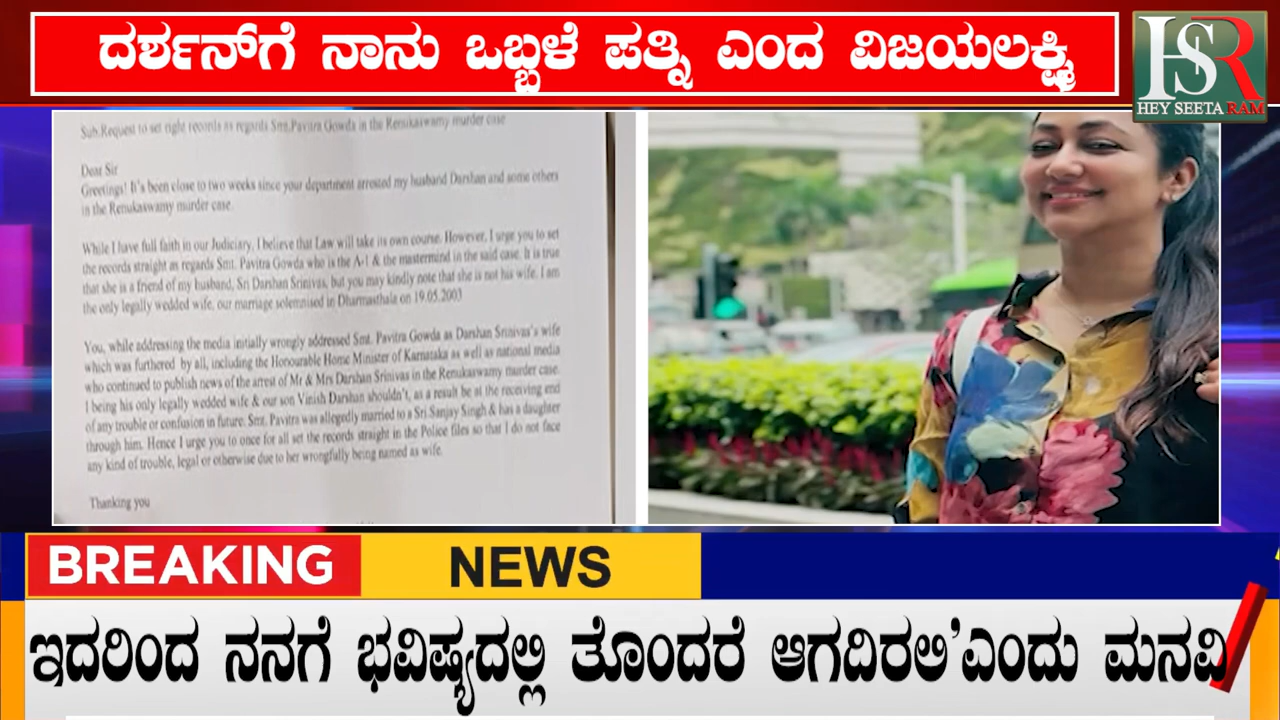 ದರ್ಶನ್‌ಗೆ ನಾನು ಒಬ್ಬಳೆ ಪತ್ನಿ ಎಂದ ವಿಜಯಲಕ್ಷ್ಮಿ
HSR
HEY SEETA RAM
Sub.Request to set right records as regards Smt.Pavitra Gowda in the Renukaswamy murder case
Dear Sir
Greetings! It's been close to two weeks since your department arrested my husband Darshan and some others
in the Renukaswamy murder case.
While I have full faith in our Judiciary, I believe that Law will take its own course. However, I urge you to set
the records straight as regards Smt. Pavitra Gowda who is the A-1 & the mastermind in the said case. It is true
that she is a friend of my husband, Sri Darshan Srinivas, but you may kindly note that she is not his wife. I am
the only legally wedded wife, our marriage solemnised in Dharmasthala on 19.05.2003
You, while addressing the media initially wrongly addressed Smt. Pavitra Gowda as Darshan Srinivas's wife
which was furthered by all, including the Honourable Home Minister of Karnataka as well as national media
who continued to publish news of the arrest of Mr & Mrs Darshan Srinivas in the Renukaswamy murder case.
I being his only legally wedded wife & our son Vinish Darshan shouldn't, as a result be at the receiving end
of any trouble or confusion in future. Smt. Pavitra was allegedly married to a Sri.Sanjay Singh & has a daughter
through him. Hence I urge you to once for all set the records straight in the Police files so that I do not face
any kind of trouble, legal or otherwise due to her wrongfully being named as wife.
Thanking you
BREAKING NEWS
ಇದರಿಂದ ನನಗೆ ಭವಿಷ್ಯದಲ್ಲಿ ತೊಂದರೆ ಆಗದಿರಲಿ'ಎಂದು ಮನವಿ